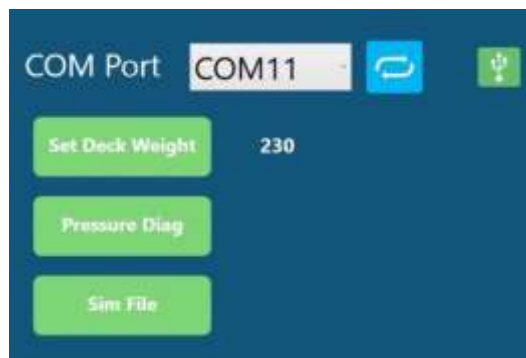 COM Port COM11
Set Deck Weight 230
Pressure Diag
Sim File